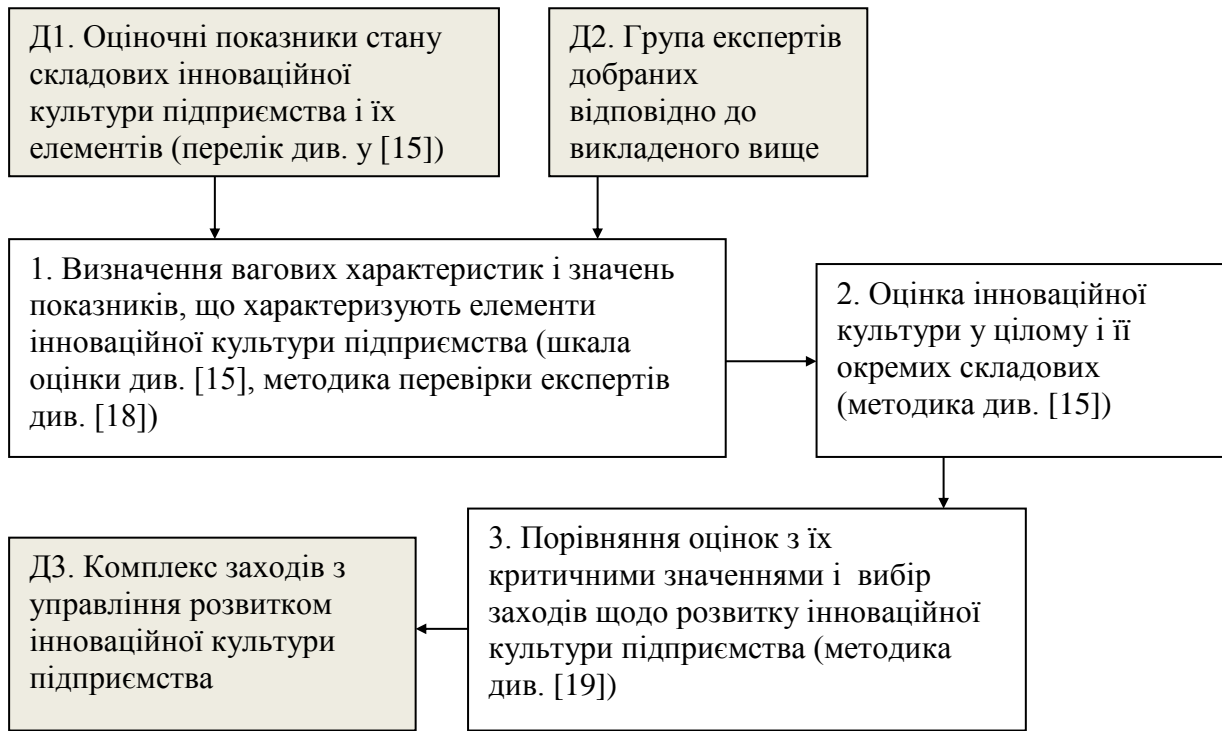 Д1. Оціночні показники стану
складових інноваційної
культури підприємства і їх
елементів (перелік див. у [15])
Д2. Група експертів
добраних
відповідно до
викладеного вище
1. Визначення вагових характеристик і значень
показників, що характеризують елементи
інноваційної культури підприємства (шкала
оцінки див. [15], методика перевірки експертів
див. [18])
2. Оцінка інноваційної
культури у цілому і її
окремих складових
(методика див. [15])
3. Порівняння оцінок з їх
критичними значеннями і вибір
заходів щодо розвитку інноваційної
культури підприємства (методика
див. [19])
Д3. Комплекс заходів з
управління розвитком
інноваційної культури
підприємства